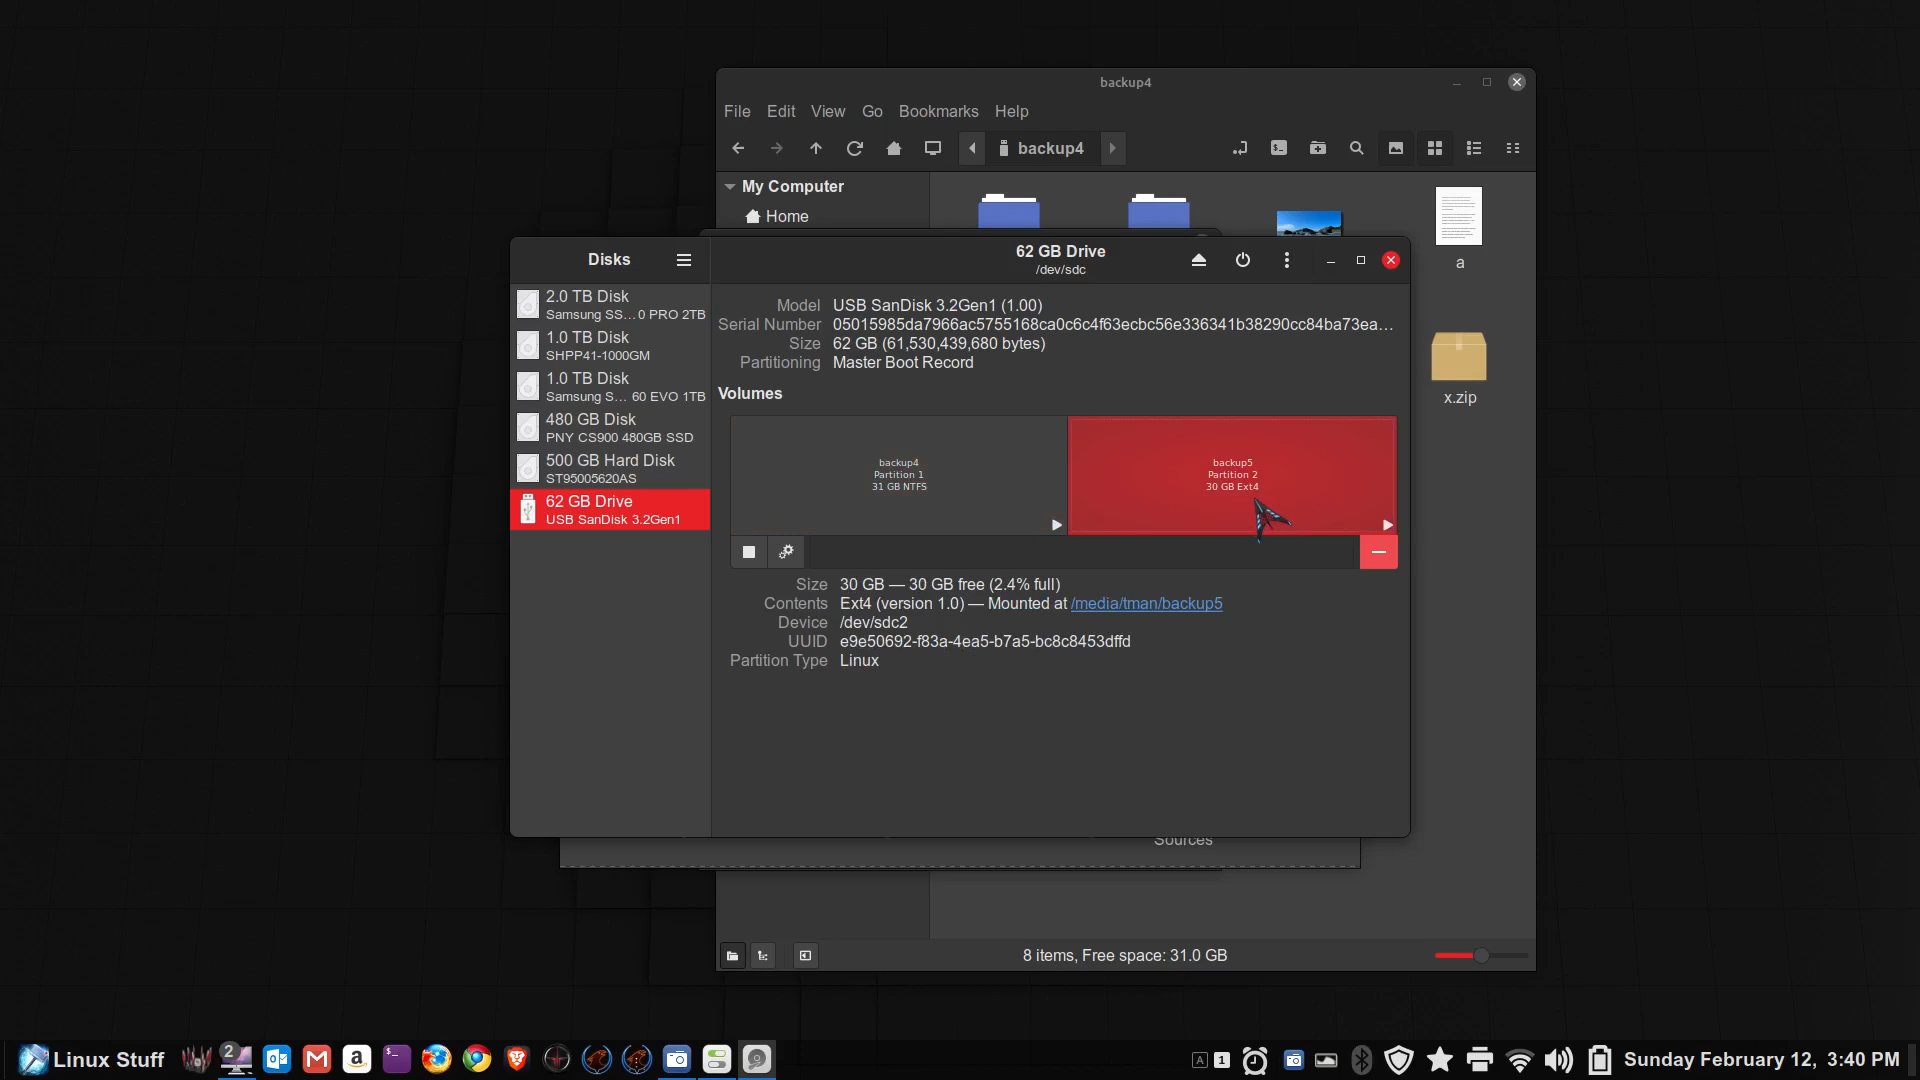 backup4
File Edit View Go Bookmarks Help
backup4
My Computer
Home
a
x.zip
Disks
62 GB Drive
/dev/sdc
2.0 TB Disk
Samsung SS…0 PRO 2TB
1.0 TB Disk
SHPP41-1000GM
1.0 TB Disk
Samsung S… 60 EVO 1TB
480 GB Disk
PNY CS900 480GB SSD
500 GB Hard Disk
ST95005620AS
62 GB Drive
USB SanDisk 3.2Gen1
Model USB SanDisk 3.2Gen1 (1.00)
Serial Number 05015985da7966ac5755168ca0c6c4f63ecbc56e336341b38290cc84ba73ea…
Size 62 GB (61,530,439,680 bytes)
Partitioning Master Boot Record
Volumes
backup4
Partition 1
31 GB NTFS
backup5
Partition 2
30 GB Ext4
Size 30 GB — 30 GB free (2.4% full)
Contents Ext4 (version 1.0) — Mounted at /media/tman/backup5
Device /dev/sdc2
UUID e9e50692-f83a-4ea5-b7a5-bc8c8453dffd
Partition Type Linux
Sources
8 items, Free space: 31.0 GB
Linux Stuff
2
A 1
Sunday February 12, 3:40 PM